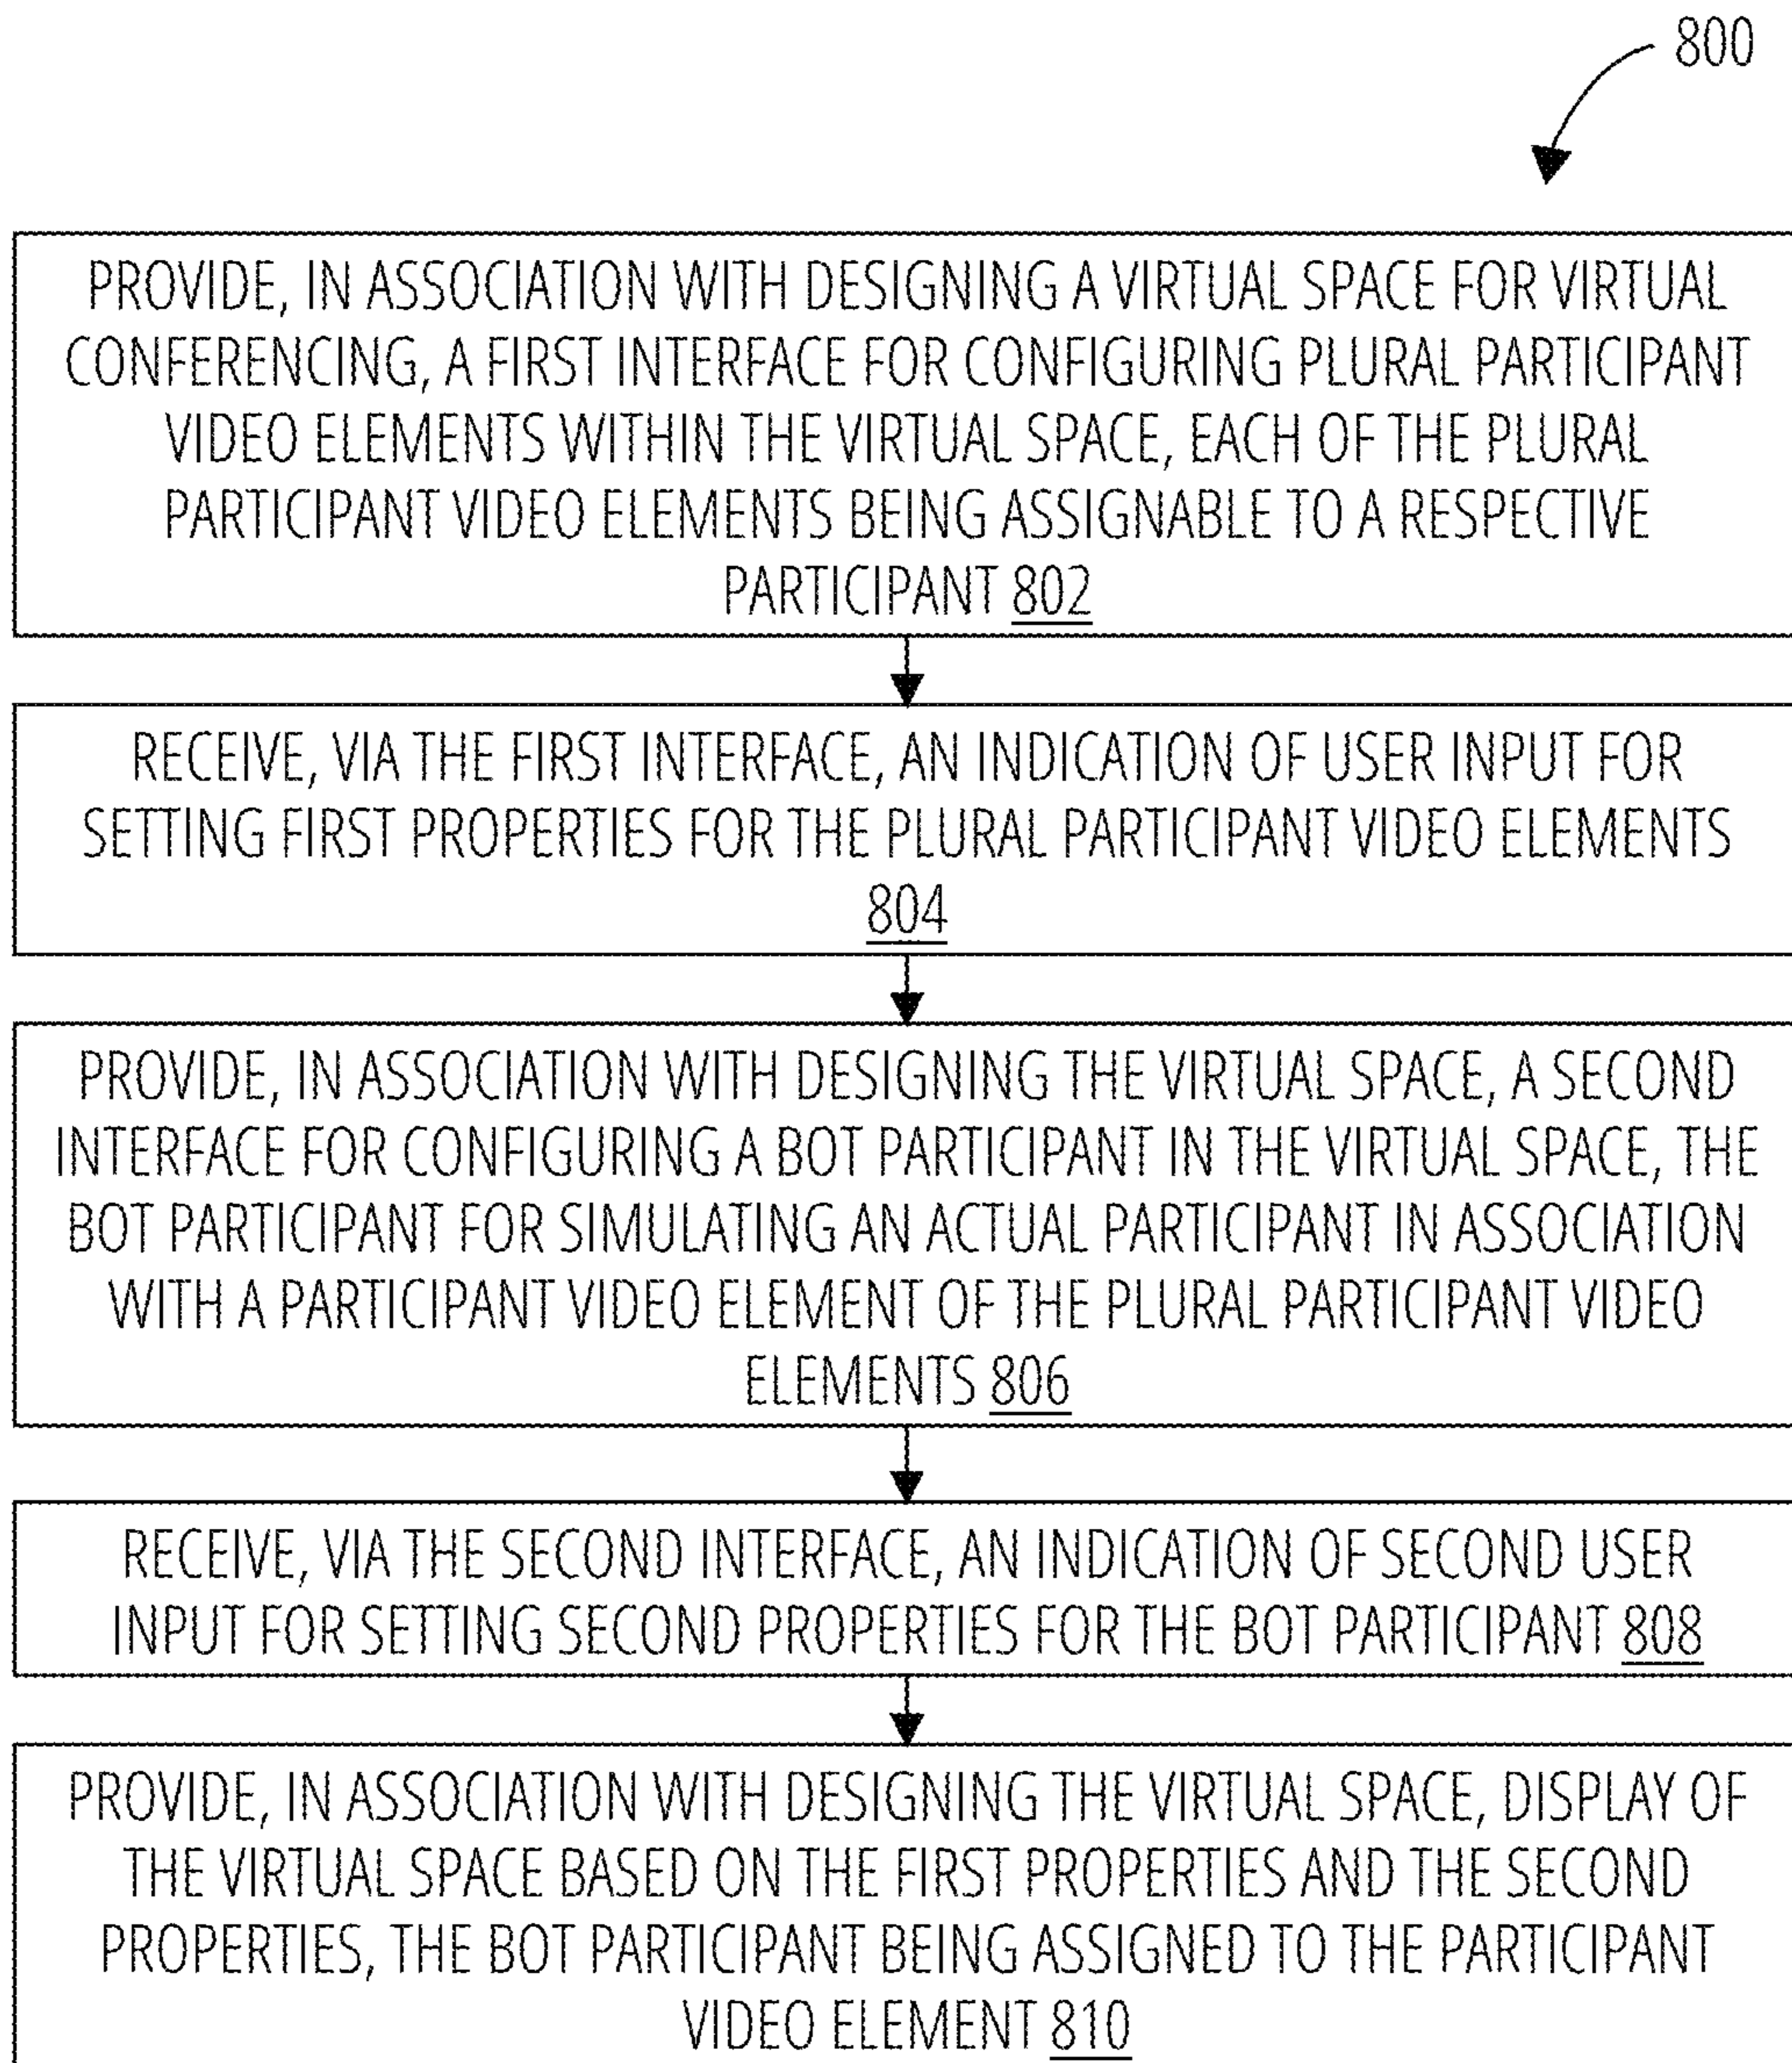 800
PROVIDE, IN ASSOCIATION WITH DESIGNING A VIRTUAL SPACE FOR VIRTUAL
CONFERENCING, A FIRST INTERFACE FOR CONFIGURING PLURAL PARTICIPANT
VIDEO ELEMENTS WITHIN THE VIRTUAL SPACE, EACH OF THE PLURAL
PARTICIPANT VIDEO ELEMENTS BEING ASSIGNABLE TO A RESPECTIVE
PARTICIPANT 802
RECEIVE, VIA THE FIRST INTERFACE, AN INDICATION OF USER INPUT FOR
SETTING FIRST PROPERTIES FOR THE PLURAL PARTICIPANT VIDEO ELEMENTS
804
PROVIDE, IN ASSOCIATION WITH DESIGNING THE VIRTUAL SPACE, A SECOND
INTERFACE FOR CONFIGURING A BOT PARTICIPANT IN THE VIRTUAL SPACE, THE
BOT PARTICIPANT FOR SIMULATING AN ACTUAL PARTICIPANT IN ASSOCIATION
WITH A PARTICIPANT VIDEO ELEMENT OF THE PLURAL PARTICIPANT VIDEO
ELEMENTS 806
RECEIVE, VIA THE SECOND INTERFACE, AN INDICATION OF SECOND USER
INPUT FOR SETTING SECOND PROPERTIES FOR THE BOT PARTICIPANT 808
PROVIDE, IN ASSOCIATION WITH DESIGNING THE VIRTUAL SPACE, DISPLAY OF
THE VIRTUAL SPACE BASED ON THE FIRST PROPERTIES AND THE SECOND
PROPERTIES, THE BOT PARTICIPANT BEING ASSIGNED TO THE PARTICIPANT
VIDEO ELEMENT 810